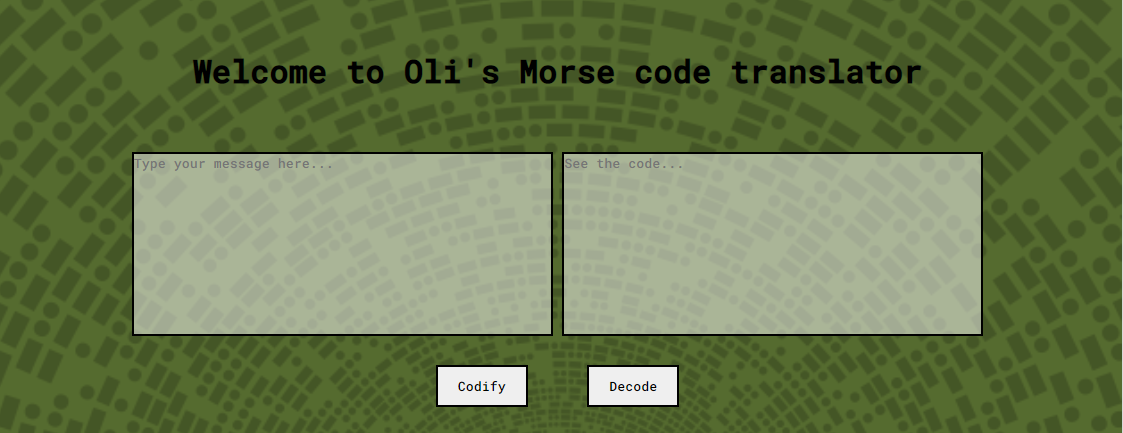 Welcome to Oli's Morse code translator
Type your message here...
See the code...
Codify
Decode